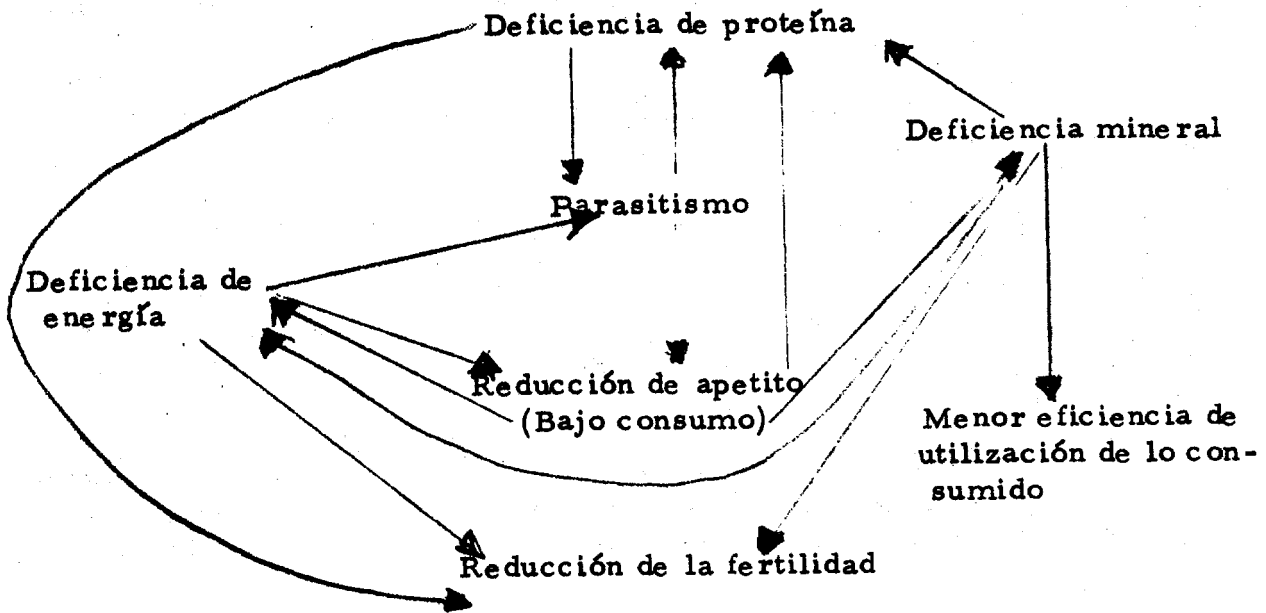 Deficiencia de proteína
Deficiencia mineral
Parasitismo
Deficiencia de
energía
Reducción de apetito
(Bajo consumo)
Menor eficiencia de
utilización de lo con-
sumido
Reducción de la fertilidad